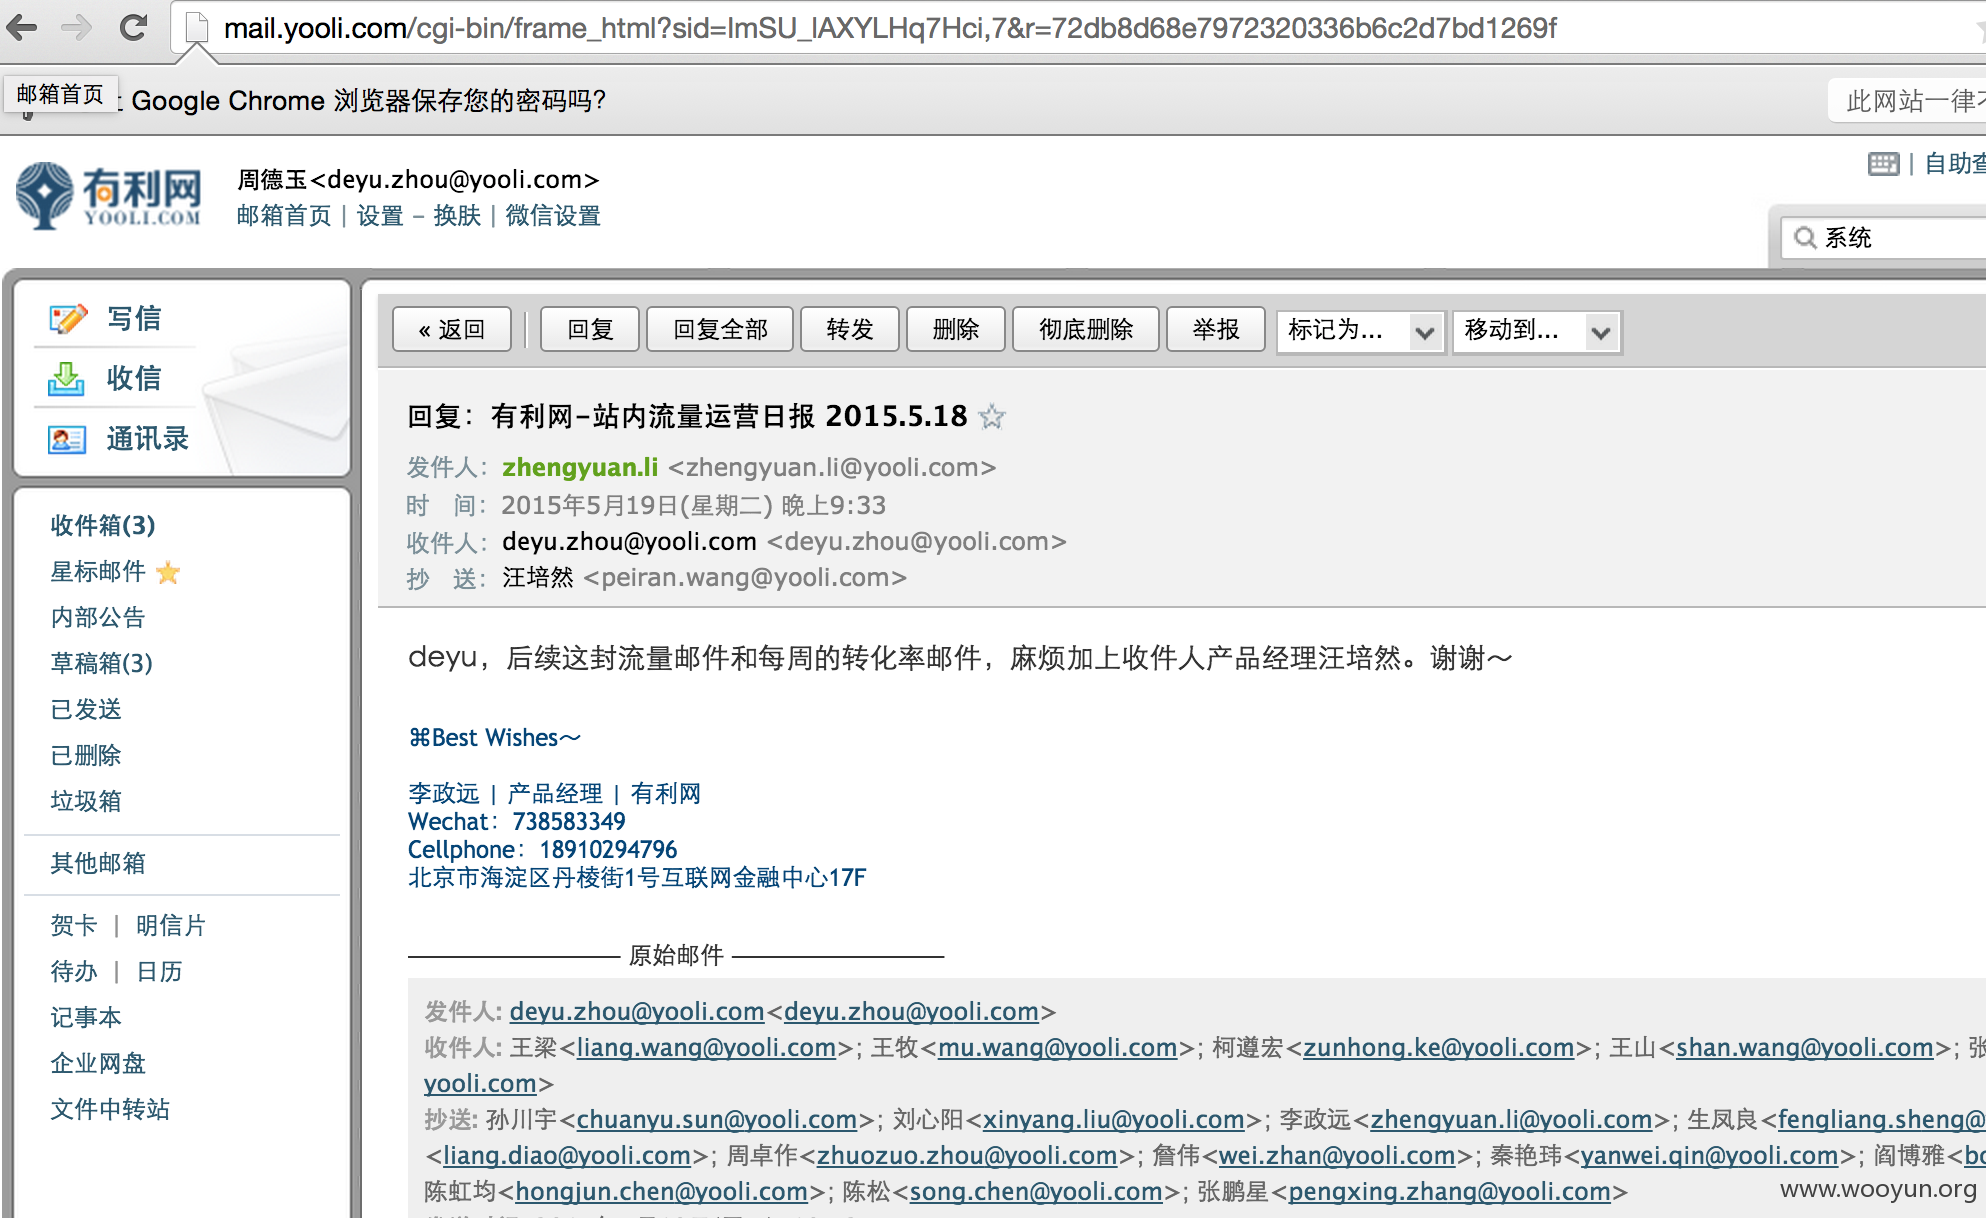 mail.yooli.com/cgi-bin/frame_html?sid=ImSU_lAXYLHq7Hci,7&r=72db8d68e7972320336b6c2d7bd1269f
邮箱首页
Google Chrome 浏览器保存您的密码吗?
此网站一律
有利网
YOOLI.COM
周德玉<deyu.zhou@yooli.com>
邮箱首页 | 设置 - 换肤 | 微信设置
| 自助查
系统
写信
收信
通讯录
« 返回 | 回复 回复全部 转发 删除 彻底删除 举报 标记为... 移动到...
回复: 有利网-站内流量运营日报 2015.5.18
发件人: zhengyuan.li <zhengyuan.li@yooli.com>
时 间: 2015年5月19日(星期二) 晚上9:33
收件人: deyu.zhou@yooli.com <deyu.zhou@yooli.com>
抄 送: 汪培然 <peiran.wang@yooli.com>
收件箱(3)
星标邮件
内部公告
草稿箱(3)
已发送
已删除
垃圾箱
其他邮箱
贺卡 | 明信片
待办 | 日历
记事本
企业网盘
文件中转站
deyu，后续这封流量邮件和每周的转化率邮件，麻烦加上收件人产品经理汪培然。谢谢～
⌘Best Wishes～
李政远 | 产品经理 | 有利网
Wechat：738583349
Cellphone：18910294796
北京市海淀区丹棱街1号互联网金融中心17F
原始邮件
发件人: deyu.zhou@yooli.com<deyu.zhou@yooli.com>
收件人: 王梁<liang.wang@yooli.com>; 王牧<mu.wang@yooli.com>; 柯遵宏<zunhong.ke@yooli.com>; 王山<shan.wang@yooli.com>; 张
yooli.com>
抄送: 孙川宇<chuanyu.sun@yooli.com>; 刘心阳<xinyang.liu@yooli.com>; 李政远<zhengyuan.li@yooli.com>; 生凤良<fengliang.sheng@
<liang.diao@yooli.com>; 周卓作<zhuozuo.zhou@yooli.com>; 詹伟<wei.zhan@yooli.com>; 秦艳玮<yanwei.qin@yooli.com>; 阎博雅<bo
陈虹均<hongjun.chen@yooli.com>; 陈松<song.chen@yooli.com>; 张鹏星<pengxing.zhang@yooli.com>
www.wooyun.org